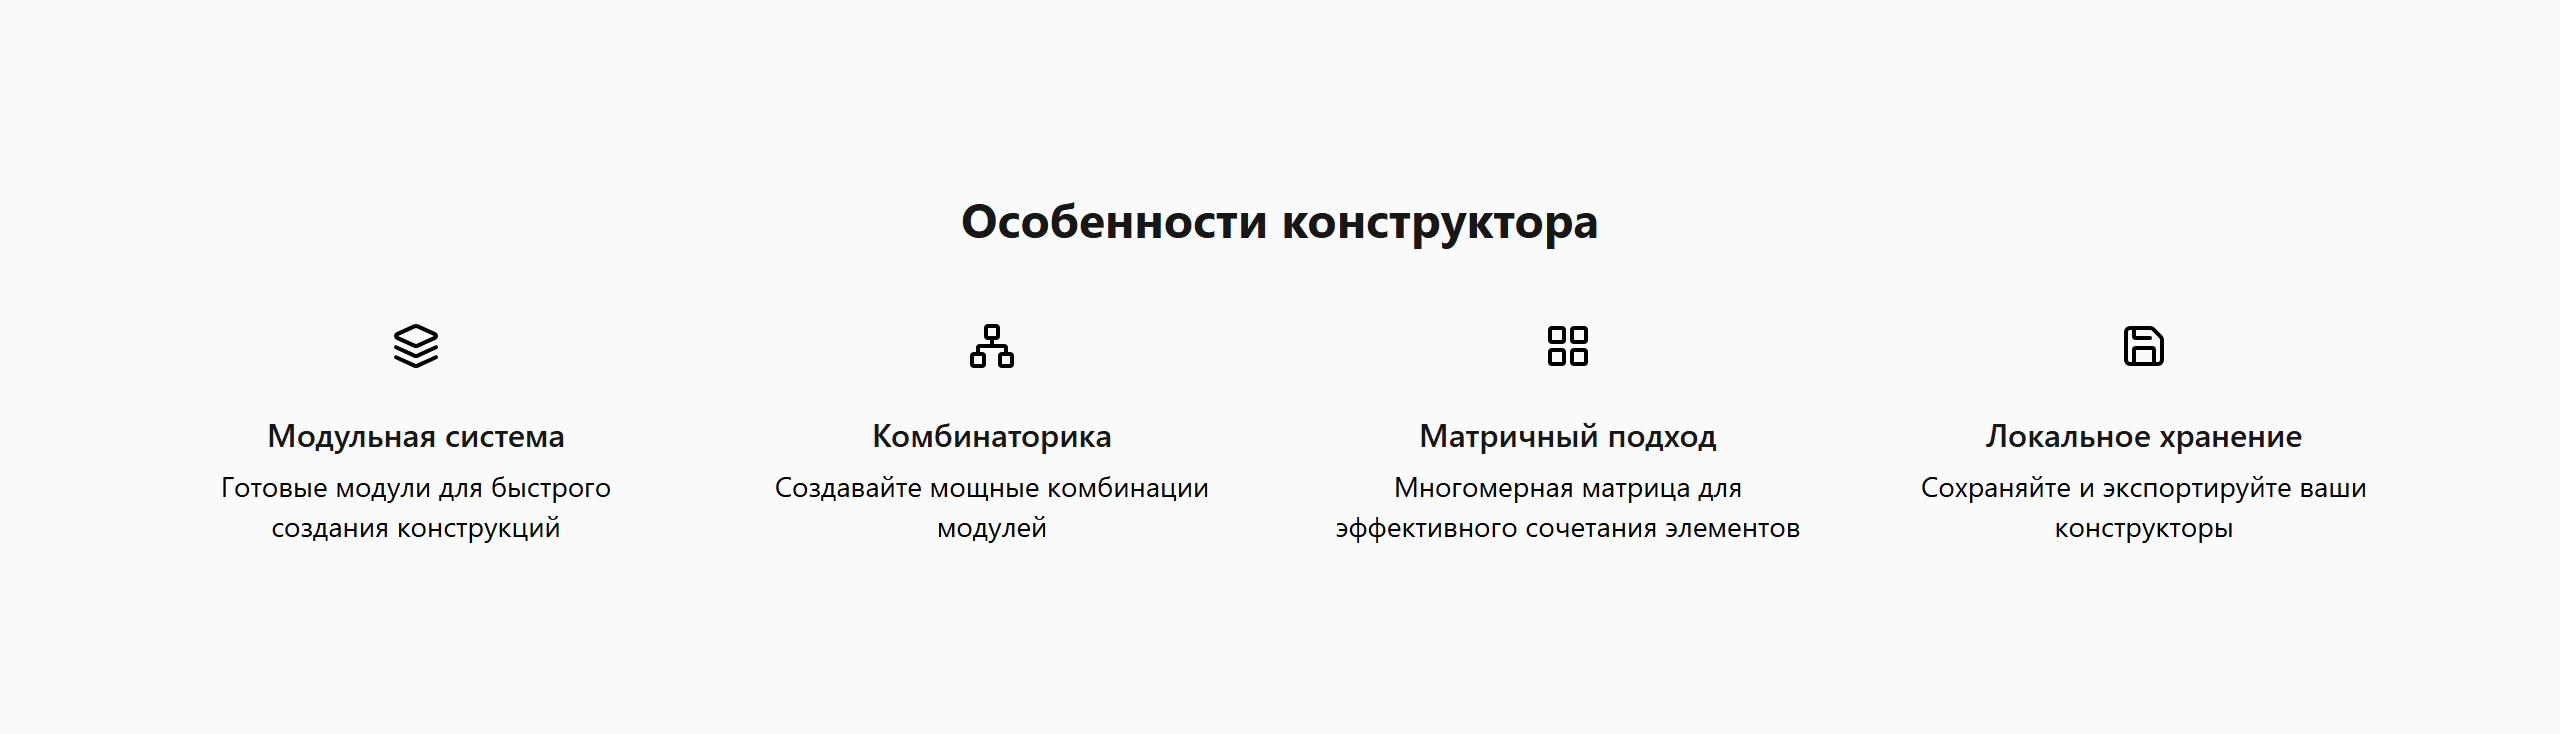 Особенности конструктора
Модульная система
Готовые модули для быстрого
создания конструкций
Комбинаторика
Создавайте мощные комбинации
модулей
Матричный подход
Многомерная матрица для
эффективного сочетания элементов
Локальное хранение
Сохраняйте и экспортируйте ваши
конструкторы